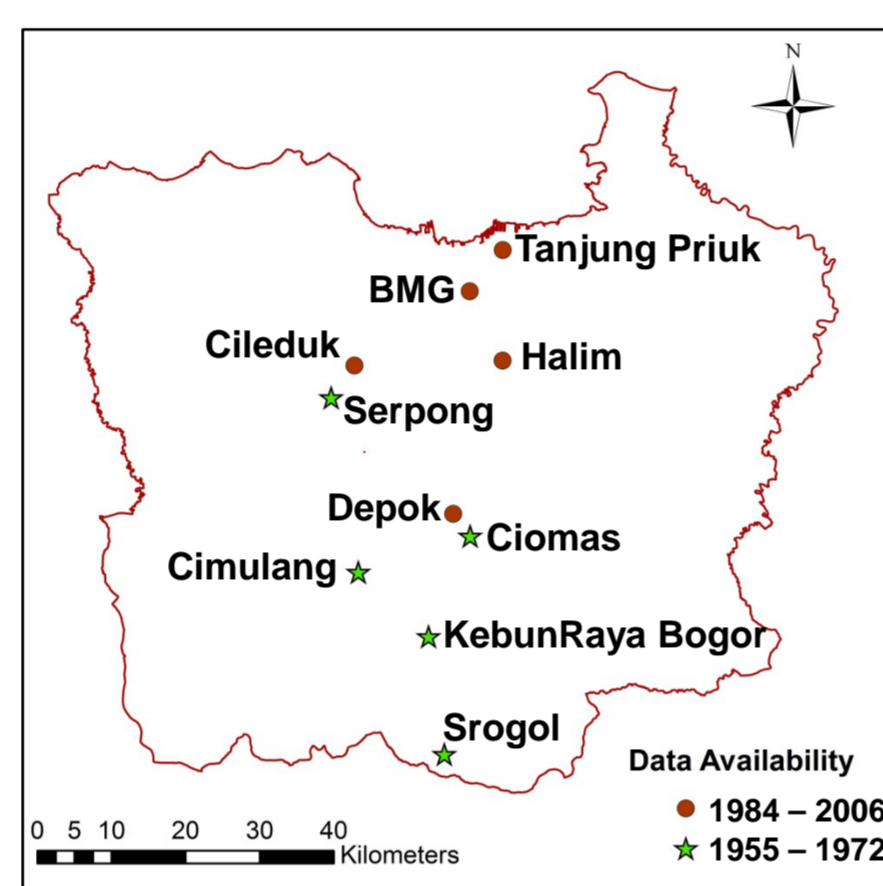 N
Tanjung Priuk
BMG
Cileduk
Halim
Serpong
Depok
Ciomas
Cimulang
KebunRaya Bogor
Srogol
Data Availability
1984 – 2006
1955 – 1972
0 5 10 20 30 40
Kilometers